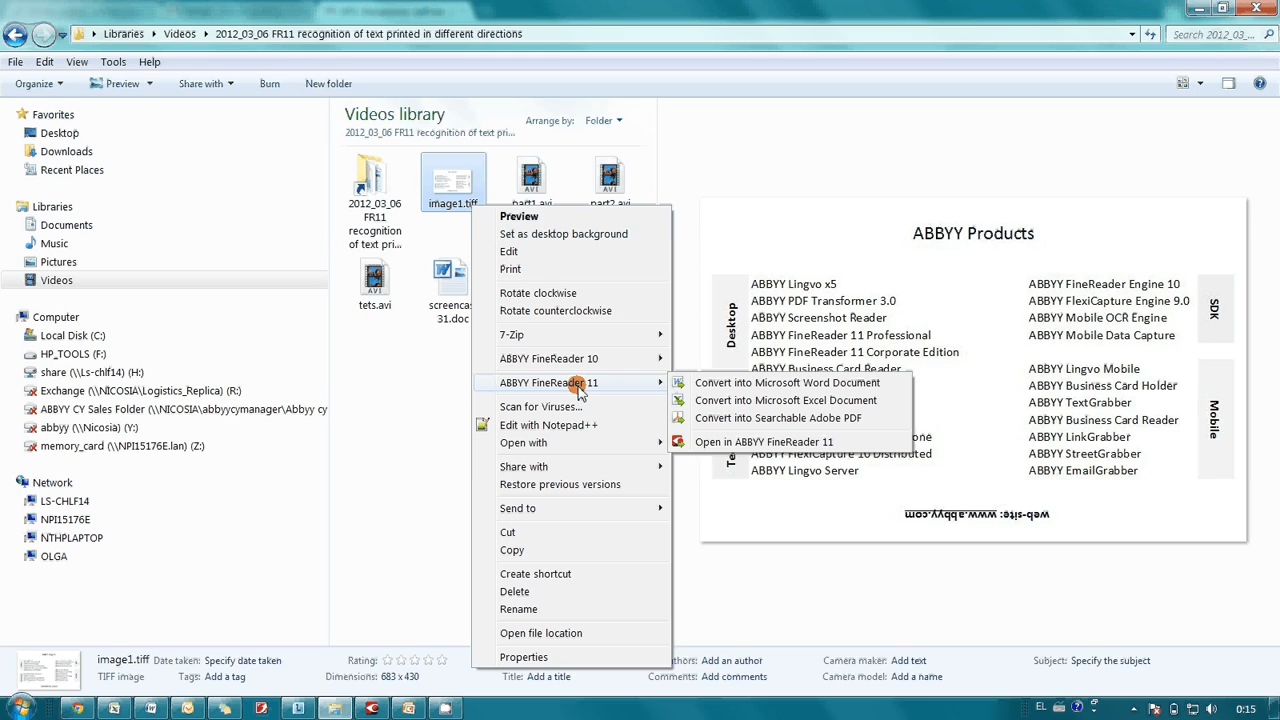 Libraries ▸ Videos ▸ 2012_03_06 FR11 recognition of text printed in different directions
Search 2012_03_...
File Edit View Tools Help
Organize Preview Share with Burn New folder
Favorites
Desktop
Downloads
Recent Places
Libraries
Documents
Music
Pictures
Videos
Computer
Local Disk (C:)
HP_TOOLS (F:)
share (\\Ls-chlf14) (H:)
Exchange (\\NICOSIA\Logistics_Replica) (R:)
ABBYY CY Sales Folder (\\NICOSIA\abbyycymanager\Abbyy cy
abbyy (\\Nicosia) (Y:)
memory_card (\\NPI15176E.lan) (Z:)
Network
LS-CHLF14
NPI15176E
NTHPLAPTOP
OLGA
Videos library
2012_03_06 FR11 recognition of text pri...
Arrange by: Folder
2012_03_06
FR11
recognition
of text pri...
image1.tiff
part1.avi
part2.avi
tets.avi
screencas
31.doc
Preview
Set as desktop background
Edit
Print
Rotate clockwise
Rotate counterclockwise
7-Zip
ABBYY FineReader 10
ABBYY FineReader 11
Scan for Viruses...
Edit with Notepad++
Open with
Share with
Restore previous versions
Send to
Cut
Copy
Create shortcut
Delete
Rename
Open file location
Properties
Convert into Microsoft Word Document
Convert into Microsoft Excel Document
Convert into Searchable Adobe PDF
Open in ABBYY FineReader 11
ABBYY Products
Desktop
ABBYY Lingvo x5
ABBYY PDF Transformer 3.0
ABBYY Screenshot Reader
ABBYY FineReader 11 Professional
ABBYY FineReader 11 Corporate Edition
ABBYY Business Card Reader
ABBYY FlexiCapture 10 Distributed
ABBYY Lingvo Server
ABBYY FineReader Engine 10
ABBYY FlexiCapture Engine 9.0
ABBYY Mobile OCR Engine
ABBYY Mobile Data Capture
SDK
ABBYY Lingvo Mobile
ABBYY Business Card Holder
ABBYY TextGrabber
ABBYY Business Card Reader
ABBYY LinkGrabber
ABBYY StreetGrabber
ABBYY EmailGrabber
Mobile
web-site: www.abbyy.com
image1.tiff Date taken: Specify date taken
TIFF image Tags: Add a tag
Rating:
Dimensions: 683 x 430
Authors: Add an author
Title: Add a title
Comments: Add comments
Camera maker: Add text
Camera model: Add a name
Subject: Specify the subject
EL
0:15